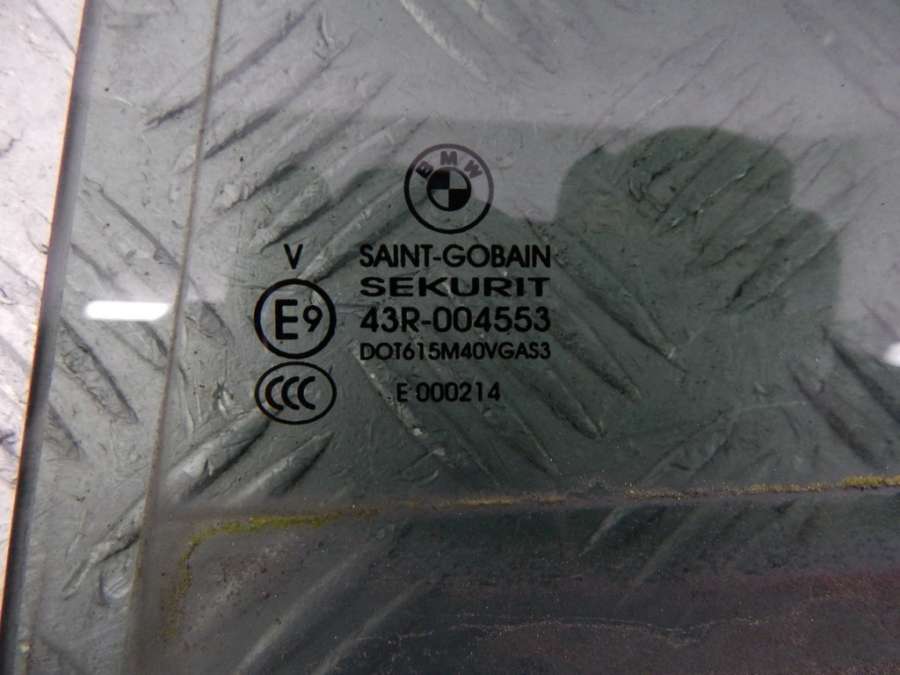 BMW
V SAINT-GOBAIN
SEKURIT
E9 43R-004553
DOT615M40VGAS3
CCC E 000214